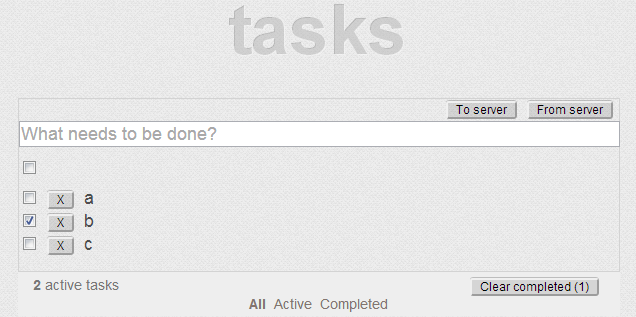 tasks
To server From server
What needs to be done?
X a
X b
X c
2 active tasks Clear completed (1)
All Active Completed